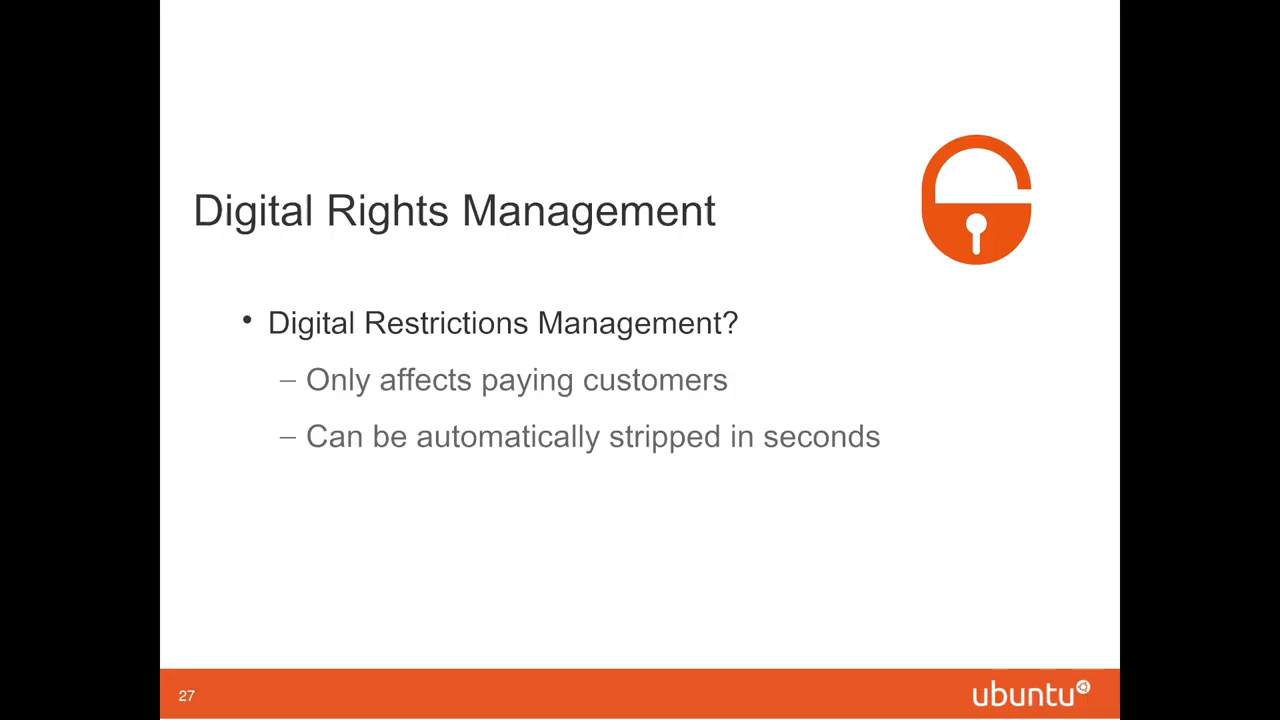 Digital Rights Management
• Digital Restrictions Management?
– Only affects paying customers
– Can be automatically stripped in seconds
27
ubuntu